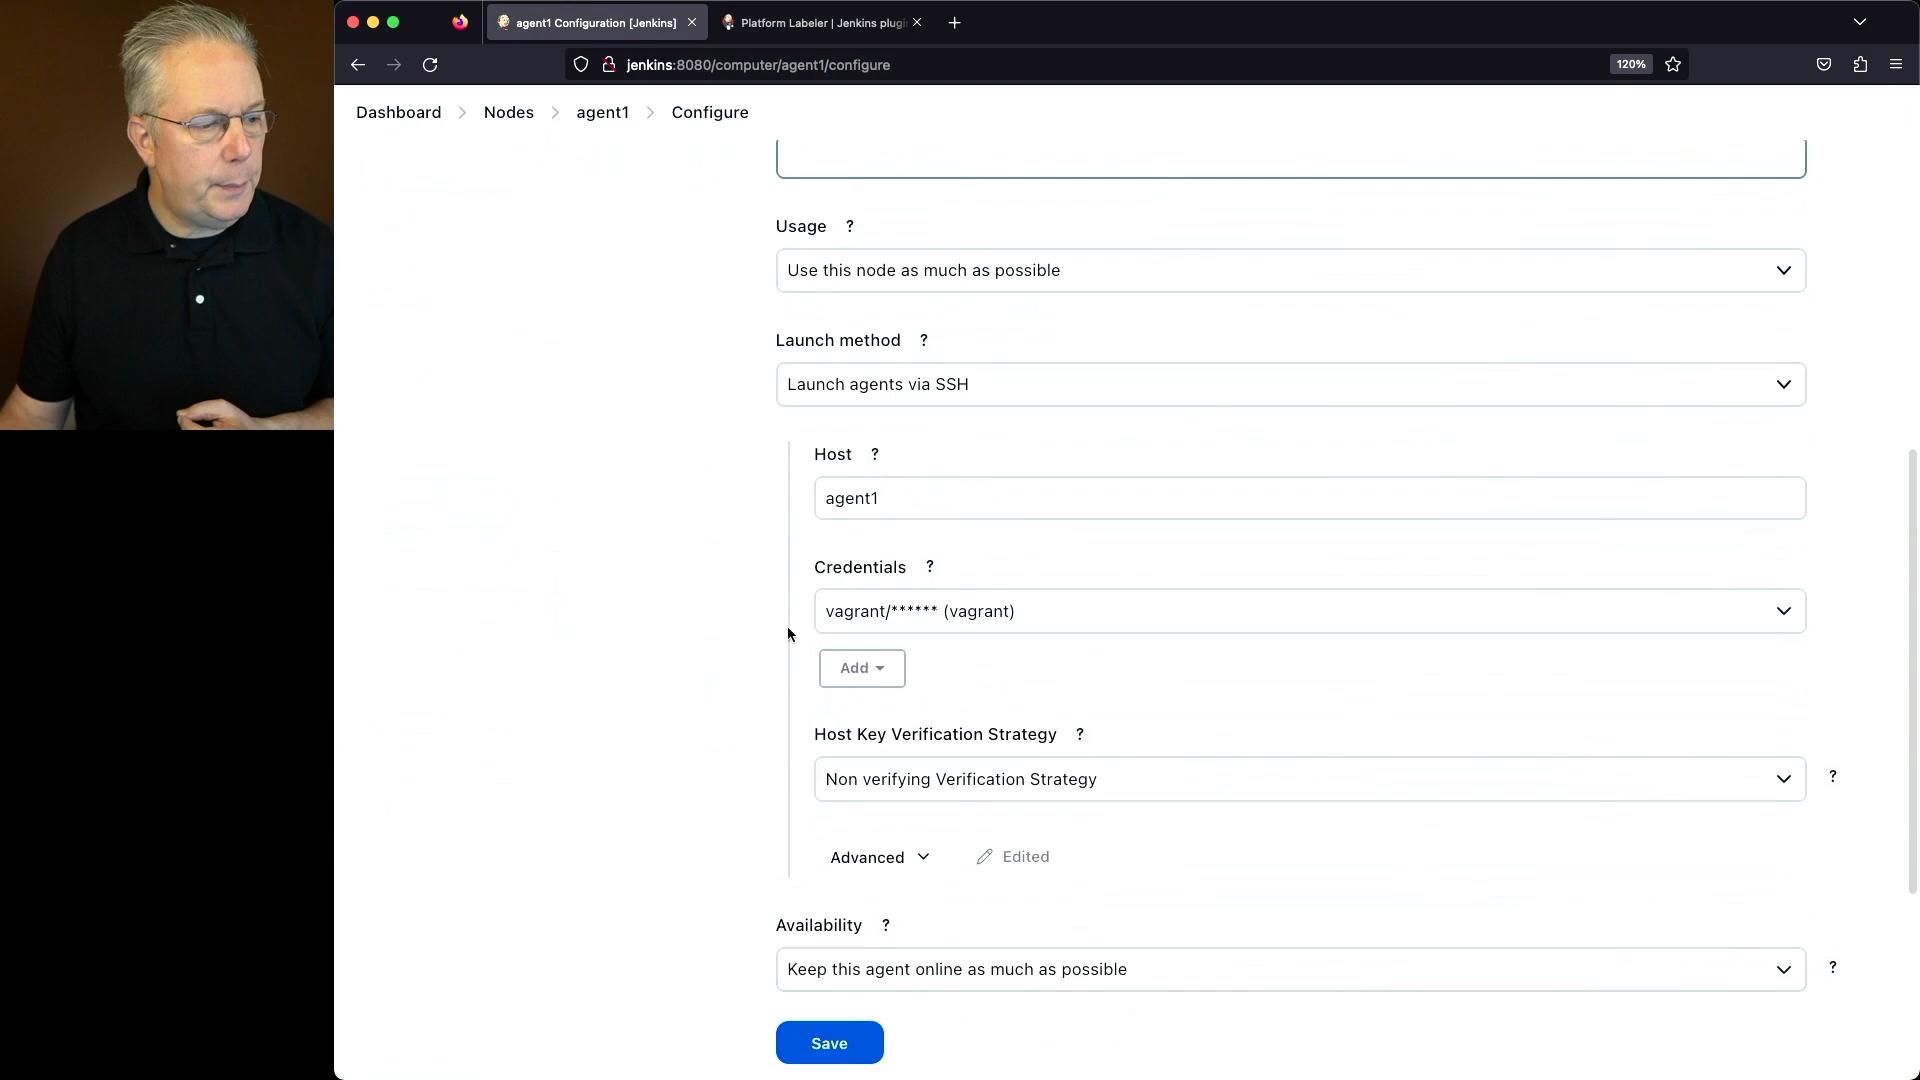 agent1 Configuration [Jenkins]
Platform Labeler | Jenkins plugi
jenkins:8080/computer/agent1/configure
120%
Dashboard > Nodes > agent1 > Configure
Usage ?
Use this node as much as possible
Launch method ?
Launch agents via SSH
Host ?
agent1
Credentials ?
vagrant/****** (vagrant)
Add
Host Key Verification Strategy ?
Non verifying Verification Strategy
?
Advanced
Edited
Availability ?
Keep this agent online as much as possible
?
Save